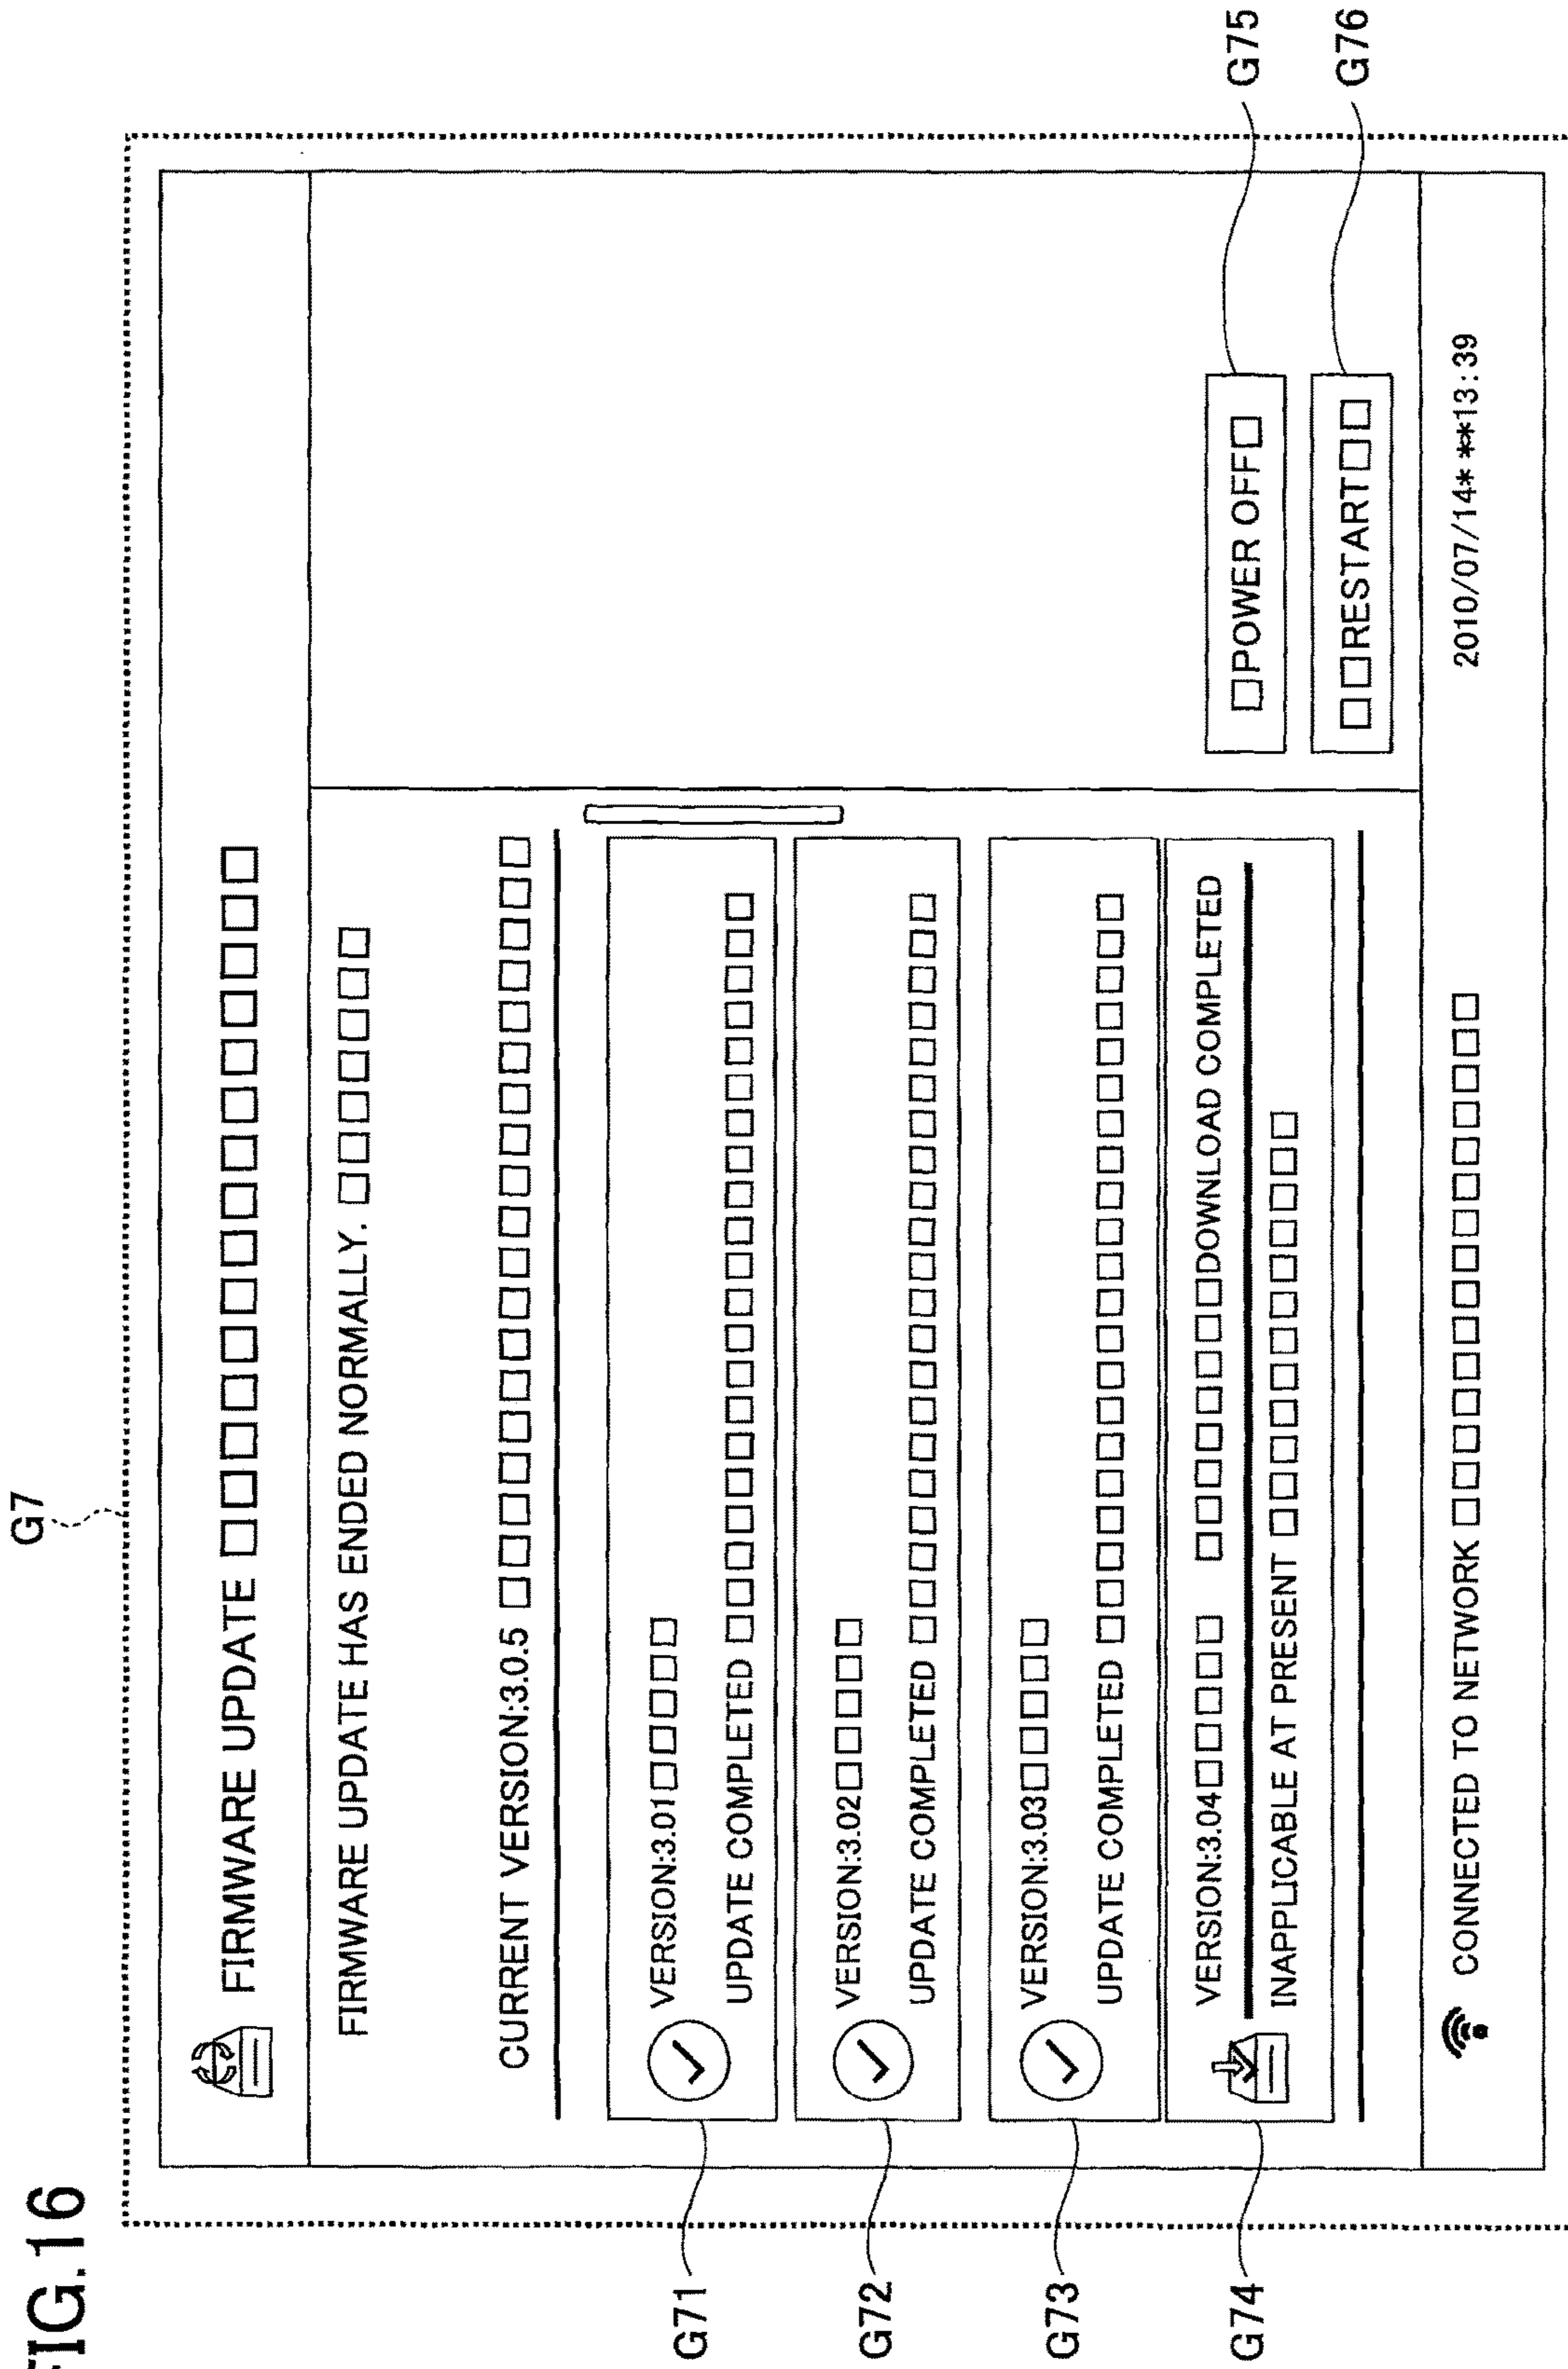 FIG.16
G7
FIRMWARE UPDATE □□□□□□□□□□□□□□□
FIRMWARE UPDATE HAS ENDED NORMALLY. □□□□□□□
CURRENT VERSION:3.0.5 □□□□□□□□□□□□□□□□□□□
G71
VERSION:3.01□□□□□
UPDATE COMPLETED □□□□□□□□□□□□□□□□□□□□□
G72
VERSION:3.02□□□□□
UPDATE COMPLETED □□□□□□□□□□□□□□□□□□□□□
G73
VERSION:3.03□□□□□
UPDATE COMPLETED □□□□□□□□□□□□□□□□□□□□□
G74
VERSION:3.04□□□□□ □□□□□□□□DOWNLOAD COMPLETED
INAPPLICABLE AT PRESENT □□□□□□□□□□□□
□POWER OFF□
G75
□□RESTART□□
G76
CONNECTED TO NETWORK □□□□□□□□□□□□□□□
2010/07/14* **13:39